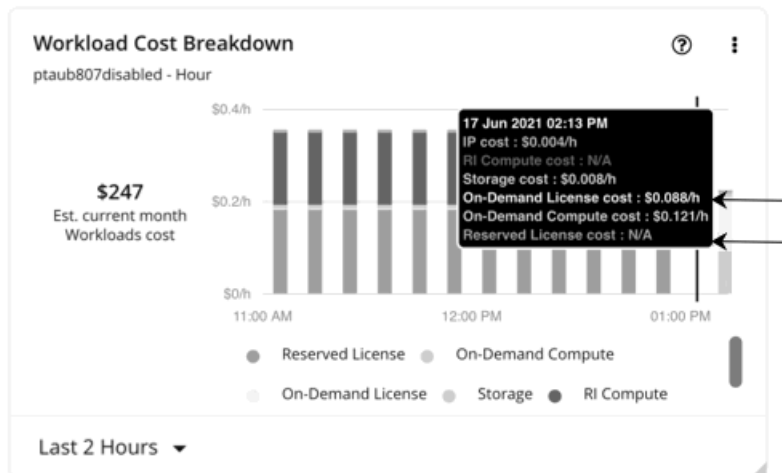 Workload Cost Breakdown
ptaub807disabled - Hour
$0.4/h
17 Jun 2021 02:13 PM
IP cost : $0.004/h
RI Compute cost : N/A
Storage cost : $0.008/h
On-Demand License cost : $0.088/h
On-Demand Compute cost : $0.121/h
Reserved License cost : N/A
$247
Est. current month
Workloads cost
$0.2/h
$0/h
11:00 AM 12:00 PM 01:00 PM
Reserved License On-Demand Compute
On-Demand License Storage RI Compute
Last 2 Hours